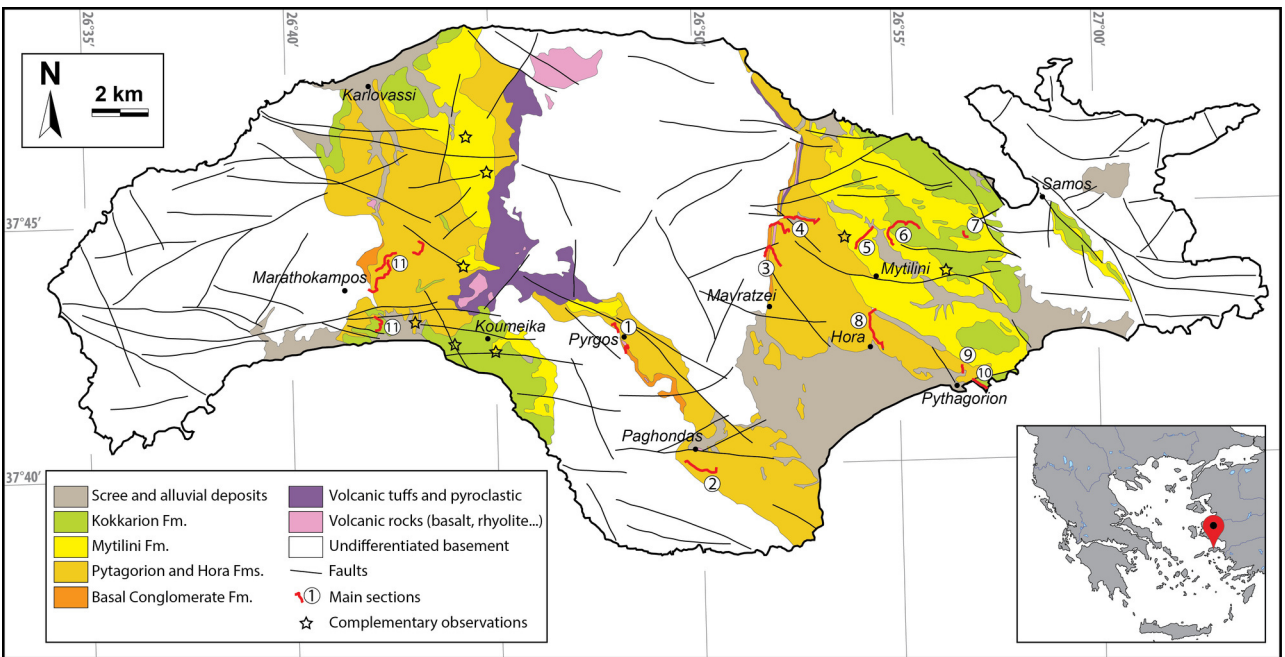 26°35′
26°40′
26°50′
26°55′
27°00′
N
2 km
Karlovassi
Samos
37°45′
4
5
6
7
3
11
Marathokampos
Mytilini
Mavratzei
11
Koumeika
1
Pyrgos
8
Hora
9
10
Pythagorion
Paghondas
37°40′
2
Scree and alluvial deposits
Kokkarion Fm.
Mytilini Fm.
Pytagorion and Hora Fms.
Basal Conglomerate Fm.
Volcanic tuffs and pyroclastic
Volcanic rocks (basalt, rhyolite...)
Undifferentiated basement
Faults
1 Main sections
Complementary observations